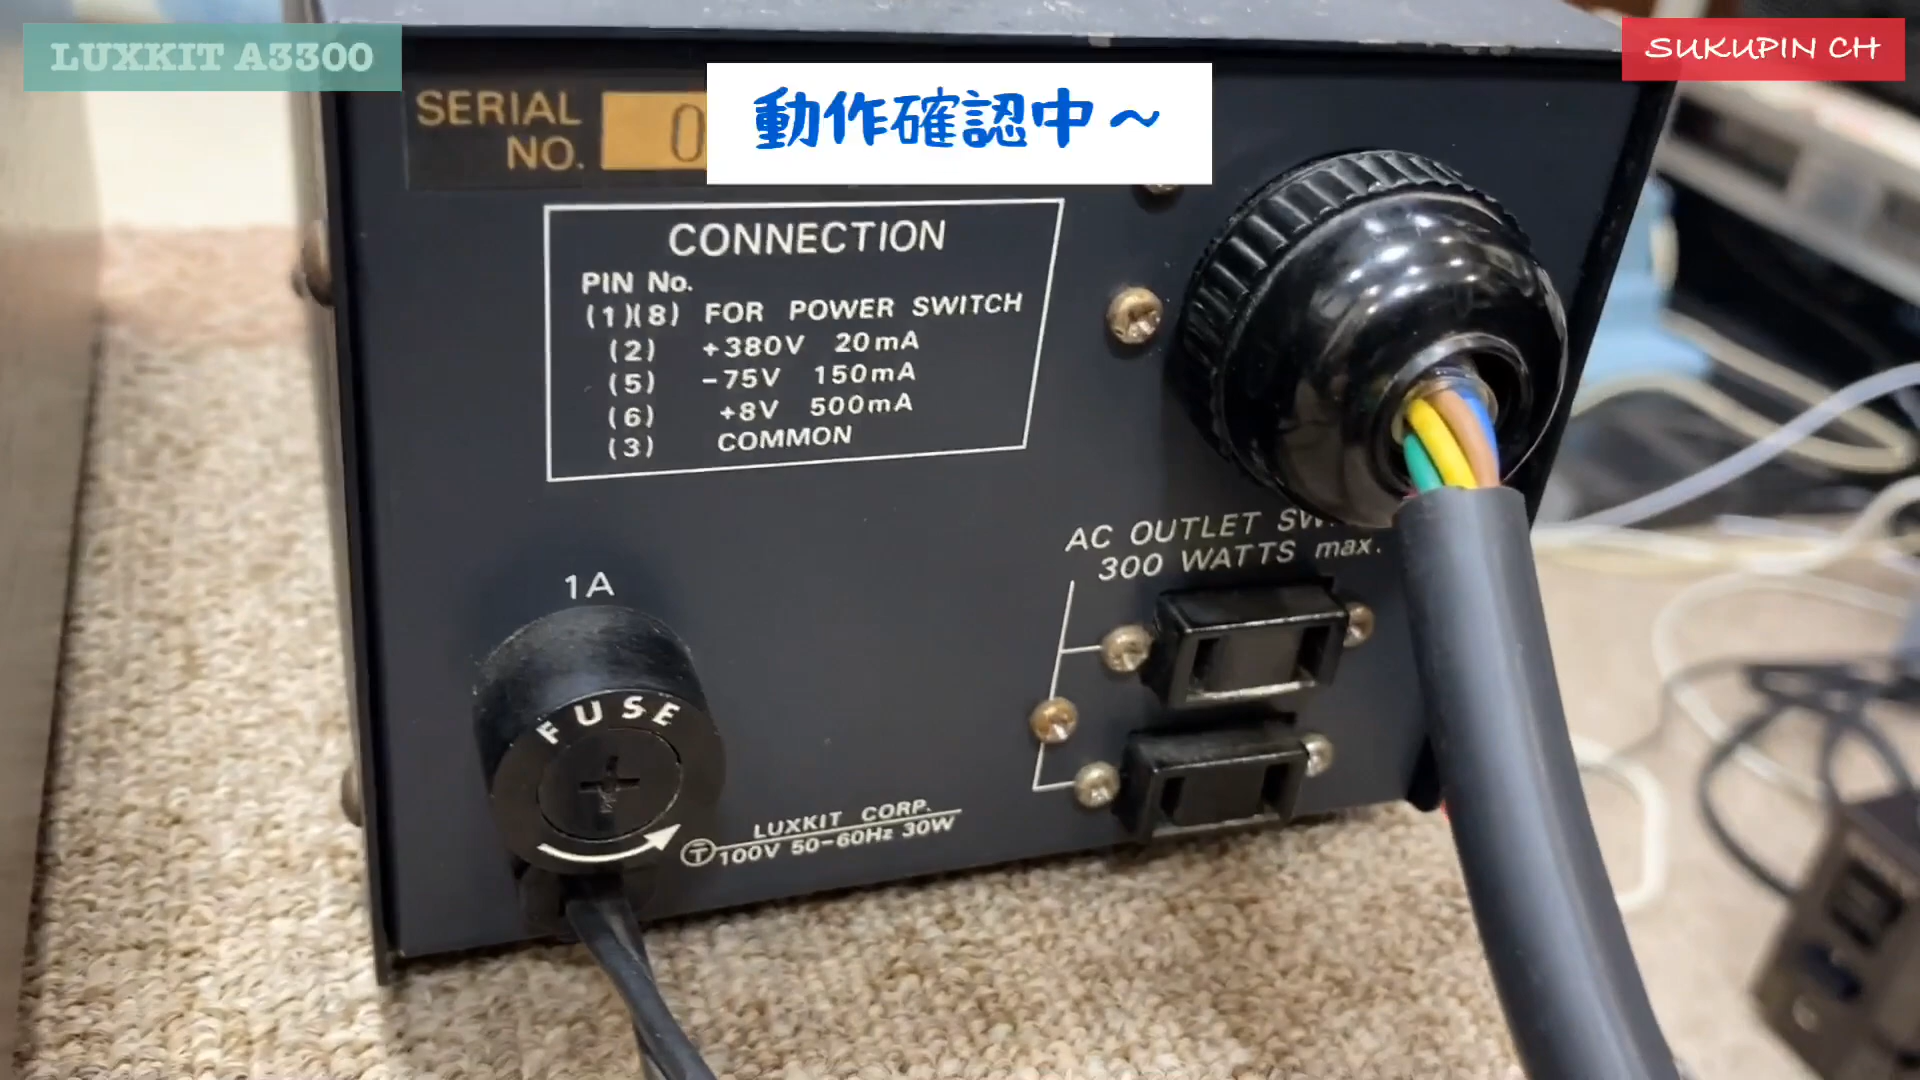 LUXKIT A3300
SUKUPIN CH
動作確認中～
SERIAL
NO. 0
CONNECTION
PIN No.
(1)(8) FOR POWER SWITCH
(2) +380V 20mA
(5) -75V 150mA
(6) +8V 500mA
(3) COMMON
AC OUTLET
300 WATTS max.
1A
FUSE
LUXKIT CORP.
T 100V 50-60Hz 30W